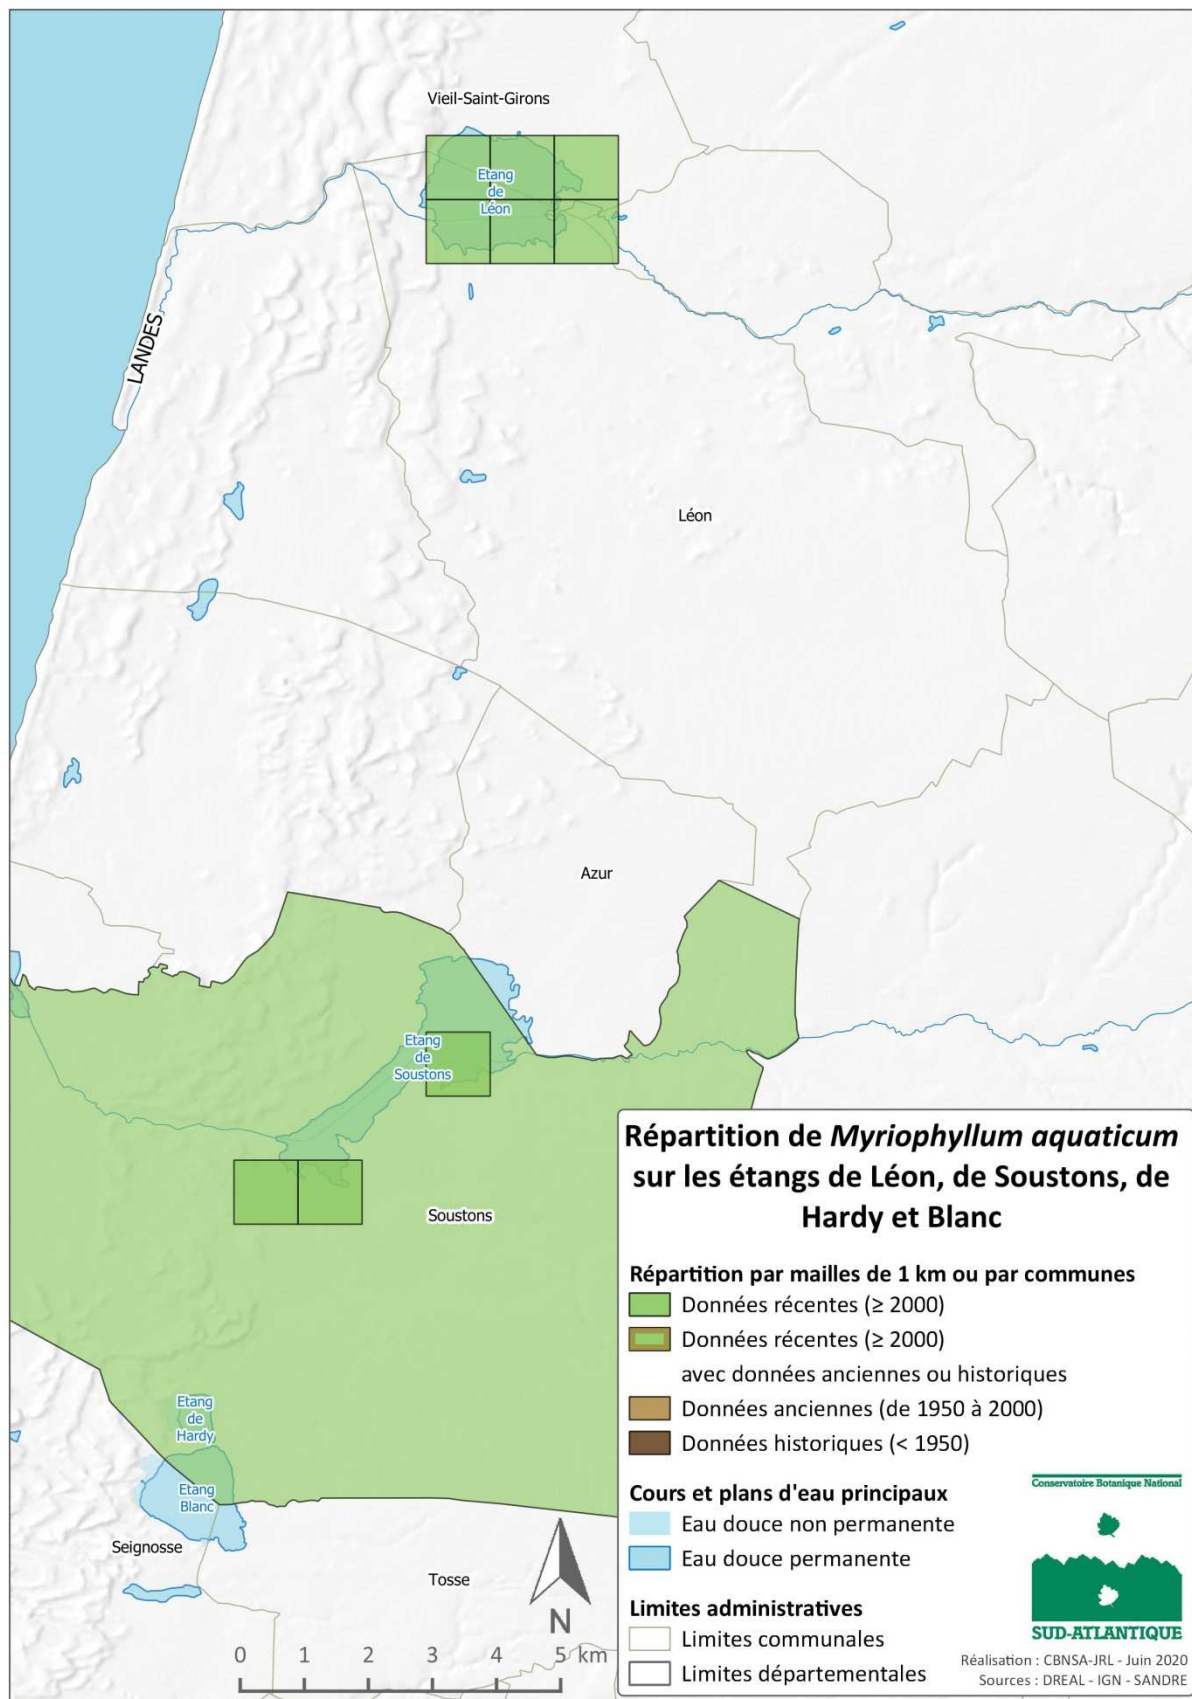 Vieil-Saint-Girons
Etang
de
Léon
LANDES
Léon
Azur
Etang
de
Soustons
Soustons
Etang
de
Hardy
Etang
Blanc
Seignosse
Tosse
N
0 1 2 3 4 5 km
Répartition de Myriophyllum aquaticum
sur les étangs de Léon, de Soustons, de
Hardy et Blanc
Répartition par mailles de 1 km ou par communes
Données récentes (≥ 2000)
Données récentes (≥ 2000)
avec données anciennes ou historiques
Données anciennes (de 1950 à 2000)
Données historiques (< 1950)
Cours et plans d'eau principaux
Eau douce non permanente
Eau douce permanente
Limites administratives
Limites communales
Limites départementales
Conservatoire Botanique National
SUD-ATLANTIQUE
Réalisation : CBNSA-JRL - Juin 2020
Sources : DREAL - IGN - SANDRE